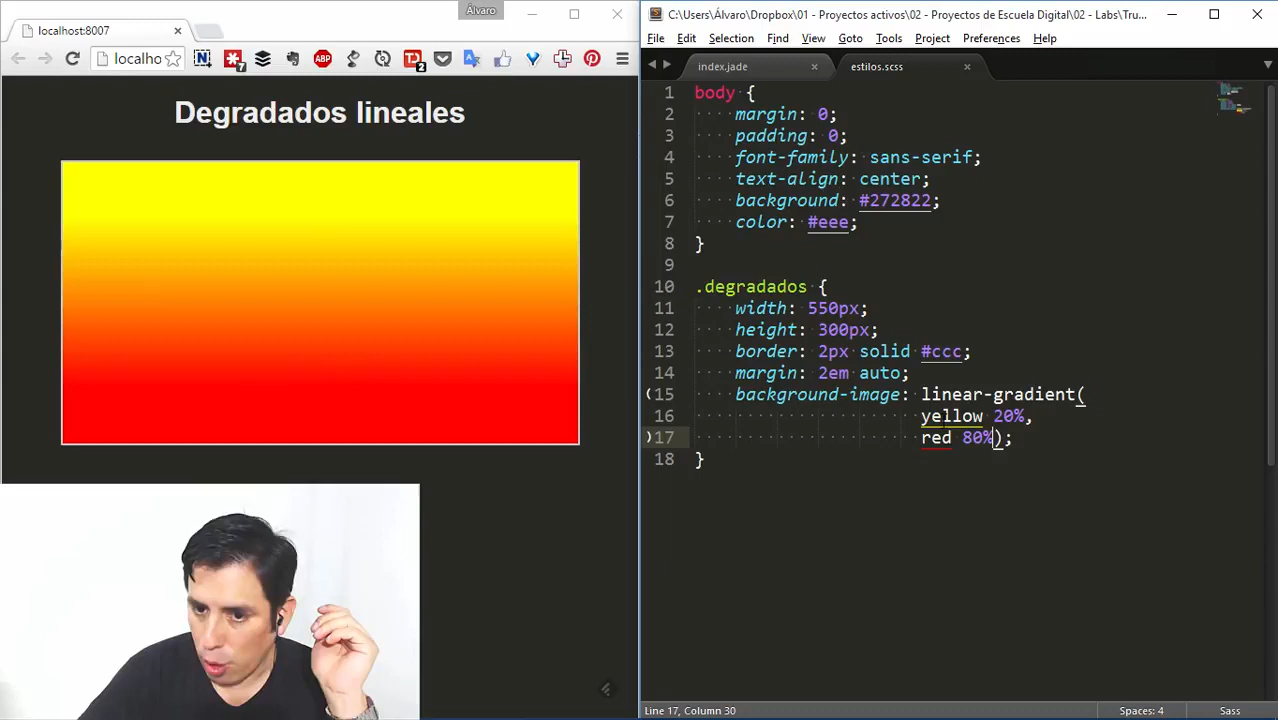 Álvaro
localhost:8007
localho
7
ABP
TD
2
Degradados lineales
C:\Users\Álvaro\Dropbox\01 - Proyectos activos\02 - Proyectos de Escuela Digital\02 - Labs\Tru...
File Edit Selection Find View Goto Tools Project Preferences Help
index.jade
estilos.scss
1 body {
2 margin: 0;
3 padding: 0;
4 font-family: sans-serif;
5 text-align: center;
6 background: #272822;
7 color: #eee;
8 }
9
10 .degradados {
11 width: 550px;
12 height: 300px;
13 border: 2px solid #ccc;
14 margin: 2em auto;
15 background-image: linear-gradient(
16 yellow 20%,
17 red 80%);
18 }
Line 17, Column 30
Spaces: 4
Sass